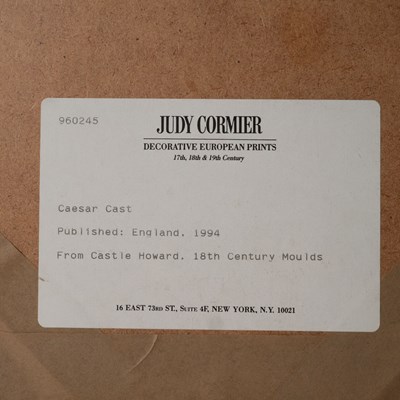 960245
JUDY CORMIER
DECORATIVE EUROPEAN PRINTS
17th, 18th & 19th Century
Caesar Cast
Published: England, 1994
From Castle Howard, 18th Century Moulds
16 EAST 73RD ST., SUITE 4F, NEW YORK, N.Y. 10021